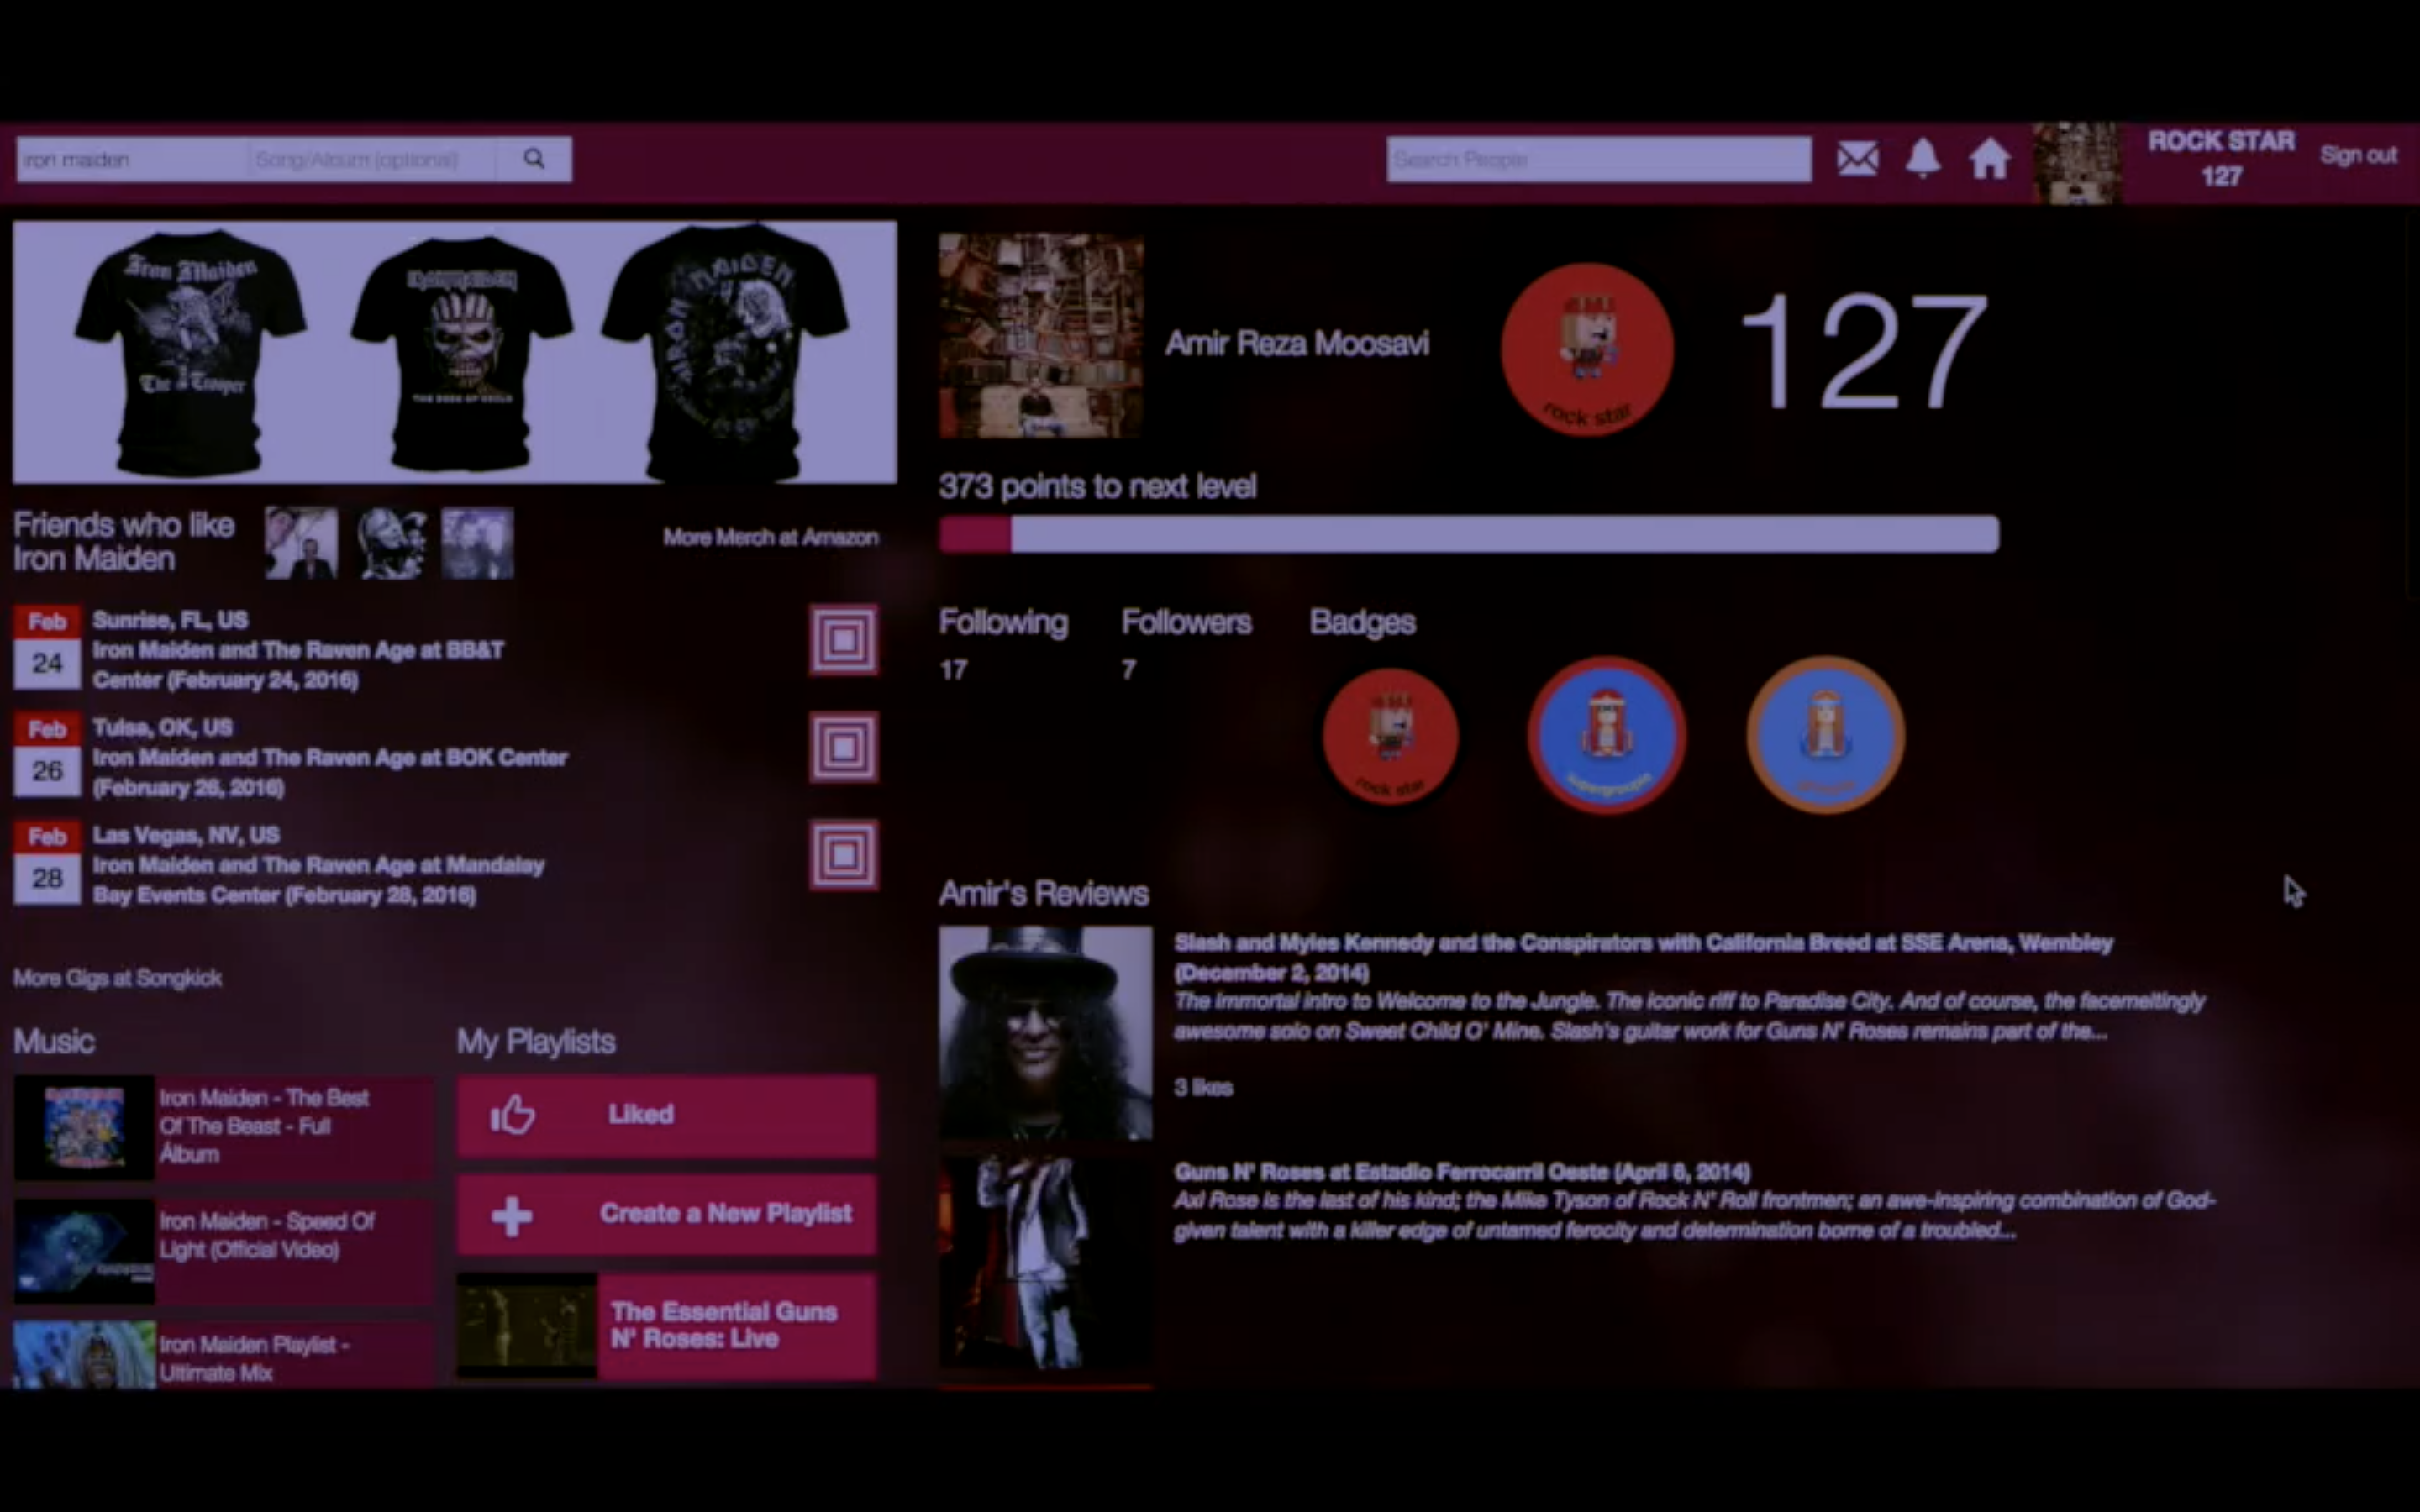 iron maiden
Song/Album (optional)
Search People
ROCK STAR
127
Sign out
Iron Maiden
The Trooper
IRON MAIDEN
THE BOOK OF SOULS
IRON MAIDEN
Friends who like
Iron Maiden
More Merch at Amazon
Feb
24
Sunrise, FL, US
Iron Maiden and The Raven Age at BB&T
Center (February 24, 2016)
Feb
26
Tulsa, OK, US
Iron Maiden and The Raven Age at BOK Center
(February 26, 2016)
Feb
28
Las Vegas, NV, US
Iron Maiden and The Raven Age at Mandalay
Bay Events Center (February 28, 2016)
More Gigs at Songkick
Music
Iron Maiden - The Best
Of The Beast - Full
Álbum
Iron Maiden - Speed Of
Light (Official Video)
Iron Maiden Playlist -
Ultimate Mix
My Playlists
Liked
Create a New Playlist
The Essential Guns
N' Roses: Live
Amir Reza Moosavi
rock star
127
373 points to next level
Following
17
Followers
7
Badges
rock star
supergroupie
Amir's Reviews
Slash and Myles Kennedy and the Conspirators with California Breed at SSE Arena, Wembley
(December 2, 2014)
The immortal intro to Welcome to the Jungle. The iconic riff to Paradise City. And of course, the facemeltingly
awesome solo on Sweet Child O' Mine. Slash's guitar work for Guns N' Roses remains part of the...
3 likes
Guns N' Roses at Estadio Ferrocarril Oeste (April 6, 2014)
Axl Rose is the last of his kind; the Mike Tyson of Rock N' Roll frontmen; an awe-inspiring combination of God-
given talent with a killer edge of untamed ferocity and determination borne of a troubled...